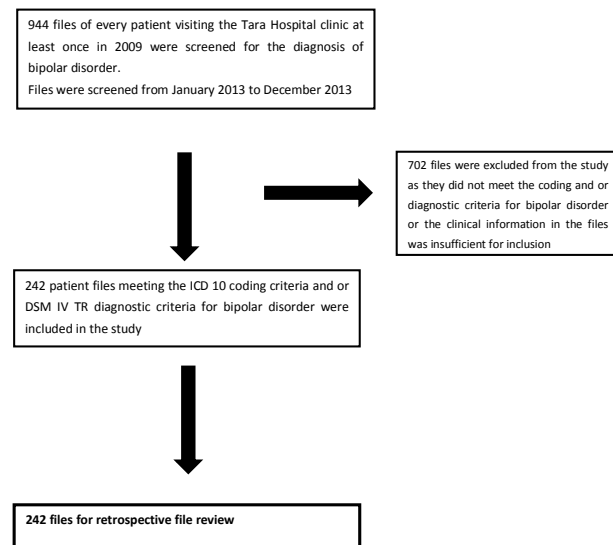 944 files of every patient visiting the Tara Hospital clinic at
least once in 2009 were screened for the diagnosis of
bipolar disorder.
Files were screened from January 2013 to December 2013
702 files were excluded from the study
as they did not meet the coding and or
diagnostic criteria for bipolar disorder
or the clinical information in the files
was insufficient for inclusion
242 patient files meeting the ICD 10 coding criteria and or
DSM IV TR diagnostic criteria for bipolar disorder were
included in the study
242 files for retrospective file review